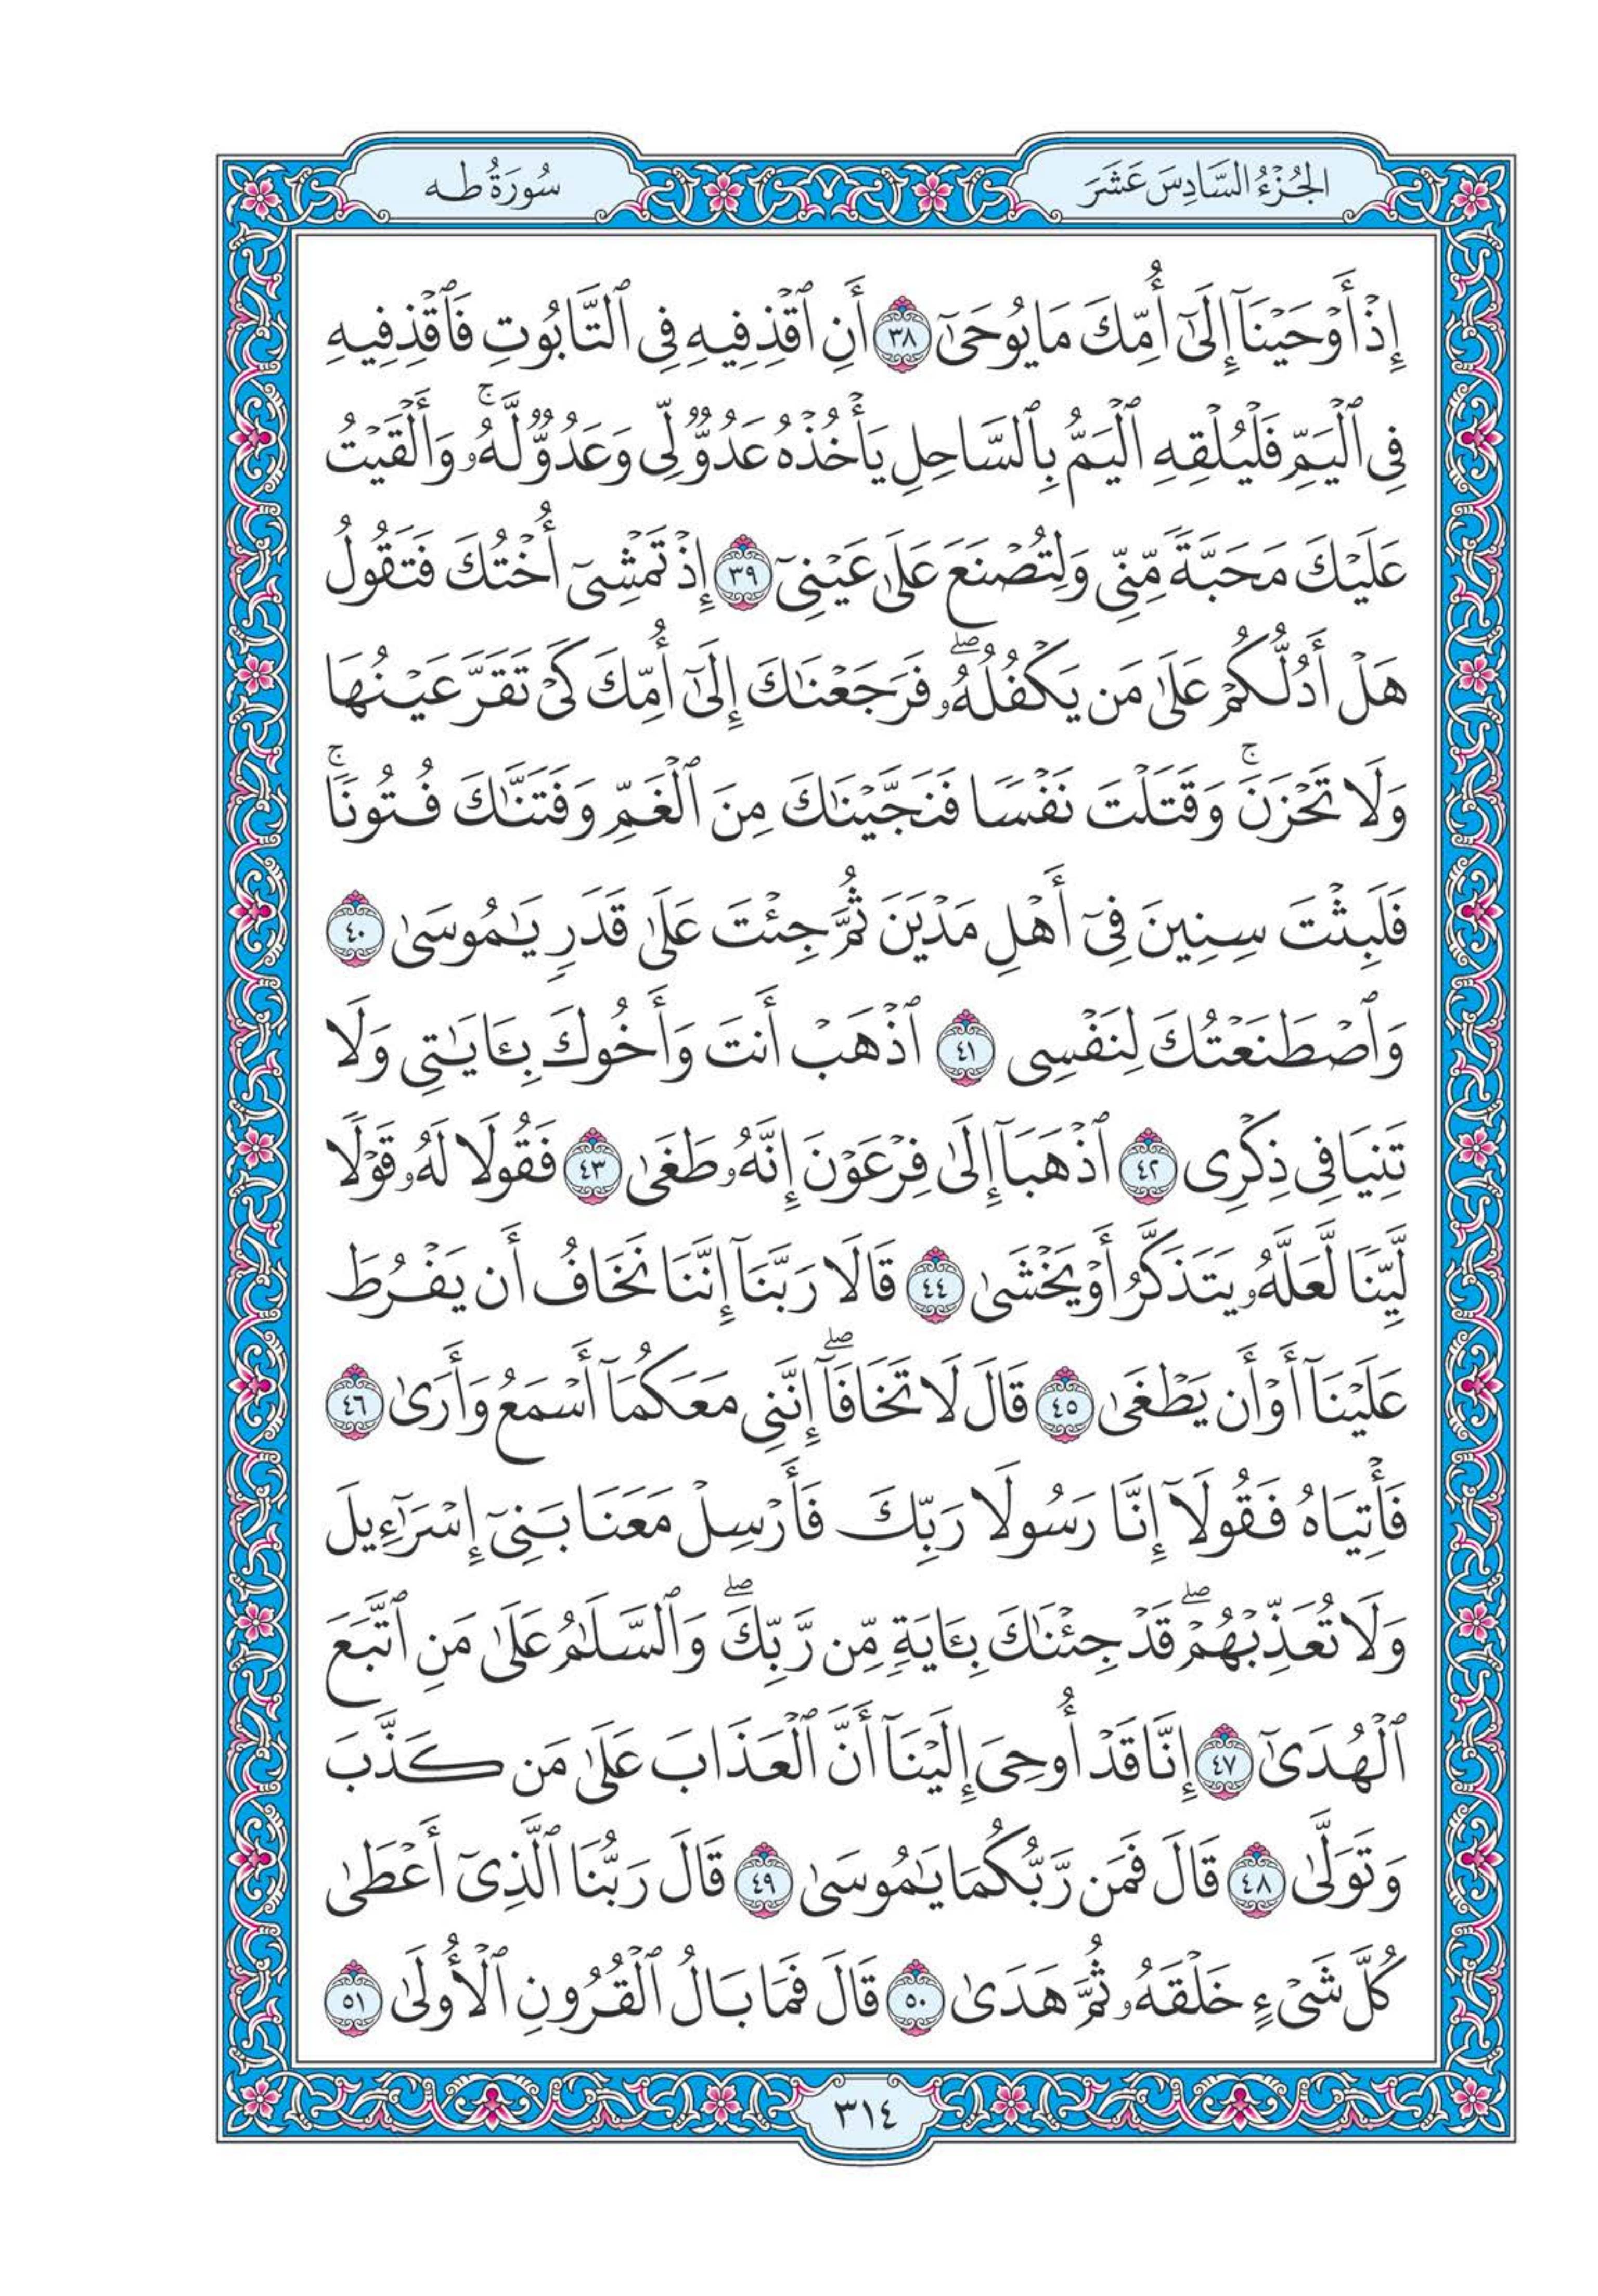 الجُزْءُ السَّادِسَ عَشَرَ
سُورَةُ طه
إِذْ أَوْحَيْنَآ إِلَىٰٓ أُمِّكَ مَا يُوحَىٰٓ ٣٨ أَنِ ٱقْذِفِيهِ فِى ٱلتَّابُوتِ فَٱقْذِفِيهِ
فِى ٱلْيَمِّ فَلْيُلْقِهِ ٱلْيَمُّ بِٱلسَّاحِلِ يَأْخُذْهُ عَدُوٌّ لِّى وَعَدُوٌّ لَّهُۥۚ وَأَلْقَيْتُ
عَلَيْكَ مَحَبَّةً مِّنِّى وَلِتُصْنَعَ عَلَىٰ عَيْنِىٓ ٣٩ إِذْ تَمْشِىٓ أُخْتُكَ فَتَقُولُ
هَلْ أَدُلُّكُمْ عَلَىٰ مَن يَكْفُلُهُۥۖ فَرَجَعْنَٰكَ إِلَىٰٓ أُمِّكَ كَىْ تَقَرَّ عَيْنُهَا
وَلَا تَحْزَنَۚ وَقَتَلْتَ نَفْسًا فَنَجَّيْنَٰكَ مِنَ ٱلْغَمِّ وَفَتَنَّٰكَ فُتُونًاۚ
فَلَبِثْتَ سِنِينَ فِىٓ أَهْلِ مَدْيَنَ ثُمَّ جِئْتَ عَلَىٰ قَدَرٍ يَٰمُوسَىٰ ٤٠
وَٱصْطَنَعْتُكَ لِنَفْسِى ٤١ ٱذْهَبْ أَنتَ وَأَخُوكَ بِـَٔايَٰتِى وَلَا
تَنِيَا فِى ذِكْرِى ٤٢ ٱذْهَبَآ إِلَىٰ فِرْعَوْنَ إِنَّهُۥ طَغَىٰ ٤٣ فَقُولَا لَهُۥ قَوْلًا
لَّيِّنًا لَّعَلَّهُۥ يَتَذَكَّرُ أَوْ يَخْشَىٰ ٤٤ قَالَا رَبَّنَآ إِنَّنَا نَخَافُ أَن يَفْرُطَ
عَلَيْنَآ أَوْ أَن يَطْغَىٰ ٤٥ قَالَ لَا تَخَافَآۖ إِنَّنِى مَعَكُمَآ أَسْمَعُ وَأَرَىٰ ٤٦
فَأْتِيَاهُ فَقُولَآ إِنَّا رَسُولَا رَبِّكَ فَأَرْسِلْ مَعَنَا بَنِىٓ إِسْرَٰٓءِيلَ
وَلَا تُعَذِّبْهُمْۖ قَدْ جِئْنَٰكَ بِـَٔايَةٍ مِّن رَّبِّكَۖ وَٱلسَّلَٰمُ عَلَىٰ مَنِ ٱتَّبَعَ
ٱلْهُدَىٰٓ ٤٧ إِنَّا قَدْ أُوحِىَ إِلَيْنَآ أَنَّ ٱلْعَذَابَ عَلَىٰ مَن كَذَّبَ
وَتَوَلَّىٰ ٤٨ قَالَ فَمَن رَّبُّكُمَا يَٰمُوسَىٰ ٤٩ قَالَ رَبُّنَا ٱلَّذِىٓ أَعْطَىٰ
كُلَّ شَىْءٍ خَلْقَهُۥ ثُمَّ هَدَىٰ ٥٠ قَالَ فَمَا بَالُ ٱلْقُرُونِ ٱلْأُولَىٰ ٥١
٣١٤